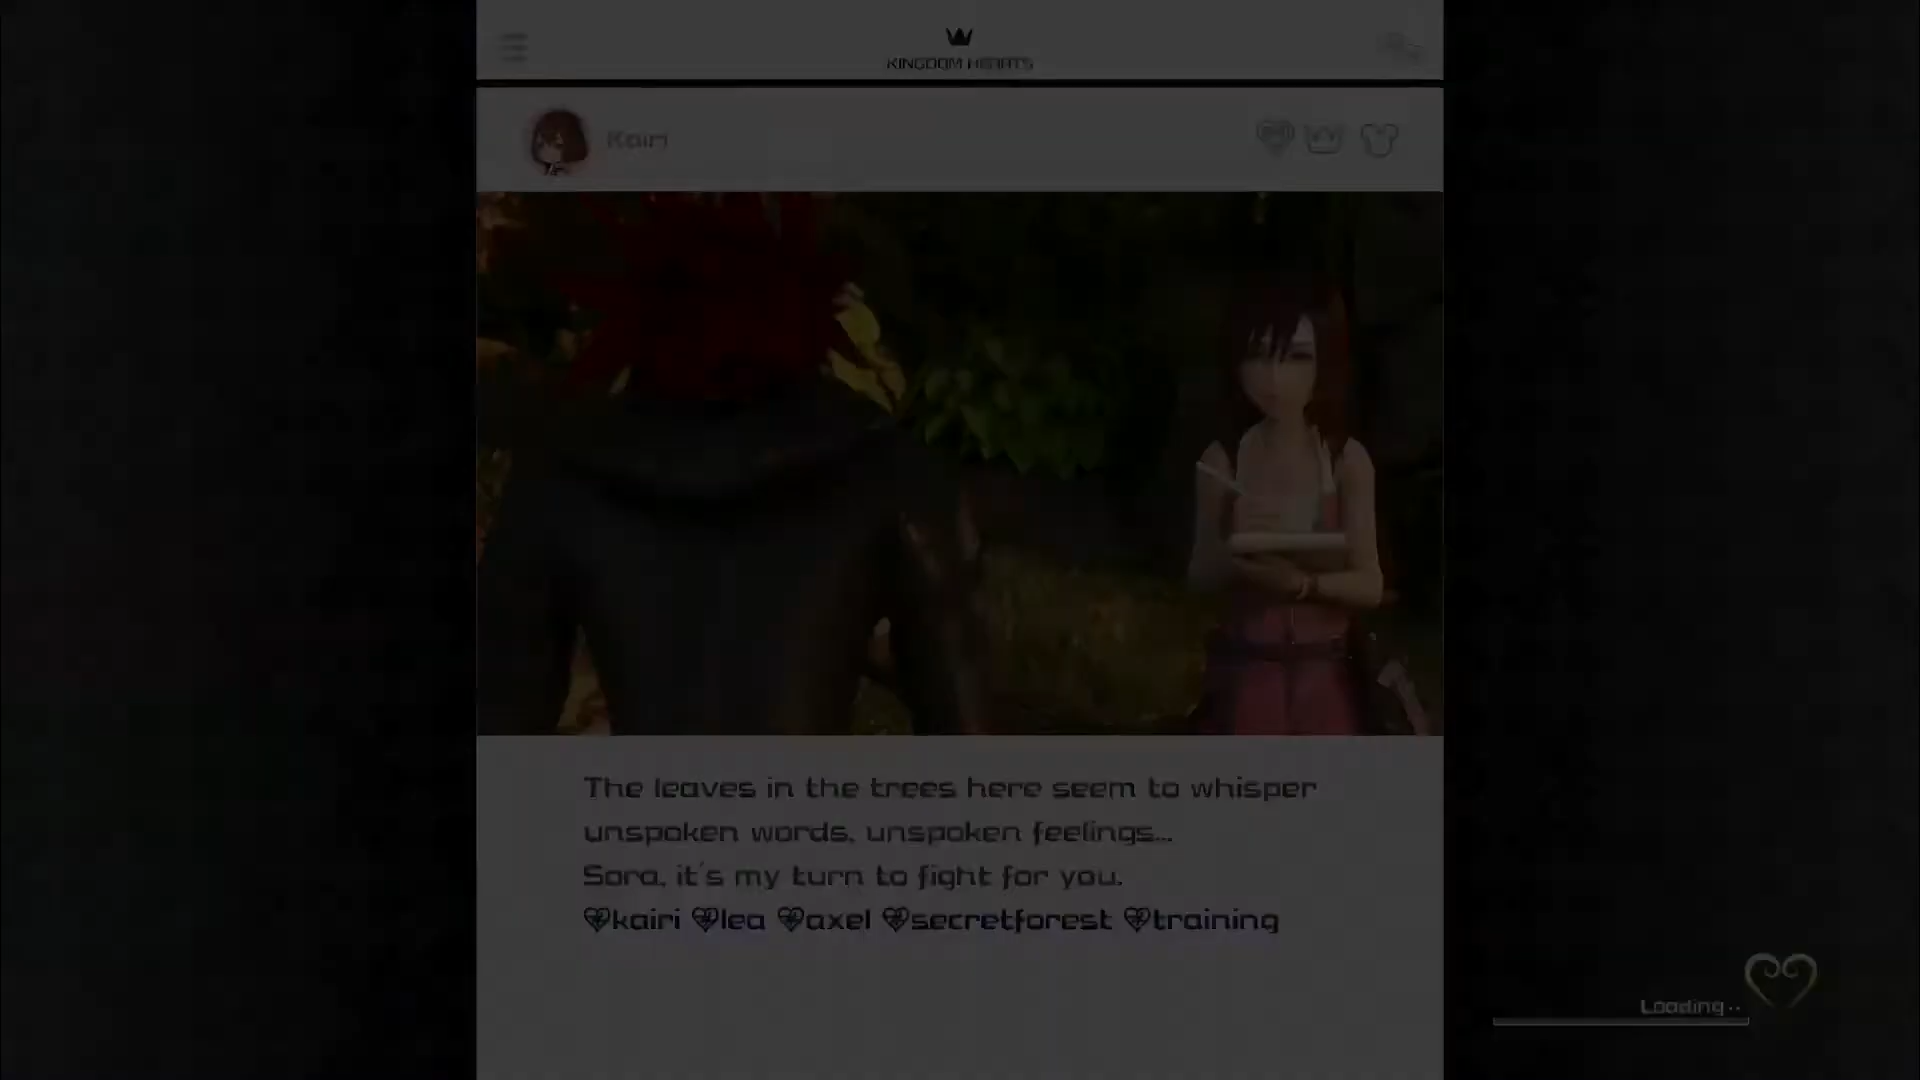 KINGDOM HEARTS
Kairi
The leaves in the trees here seem to whisper
unspoken words, unspoken feelings...
Sora, it's my turn to fight for you.
kairi lea axel secretforest training
Loading..